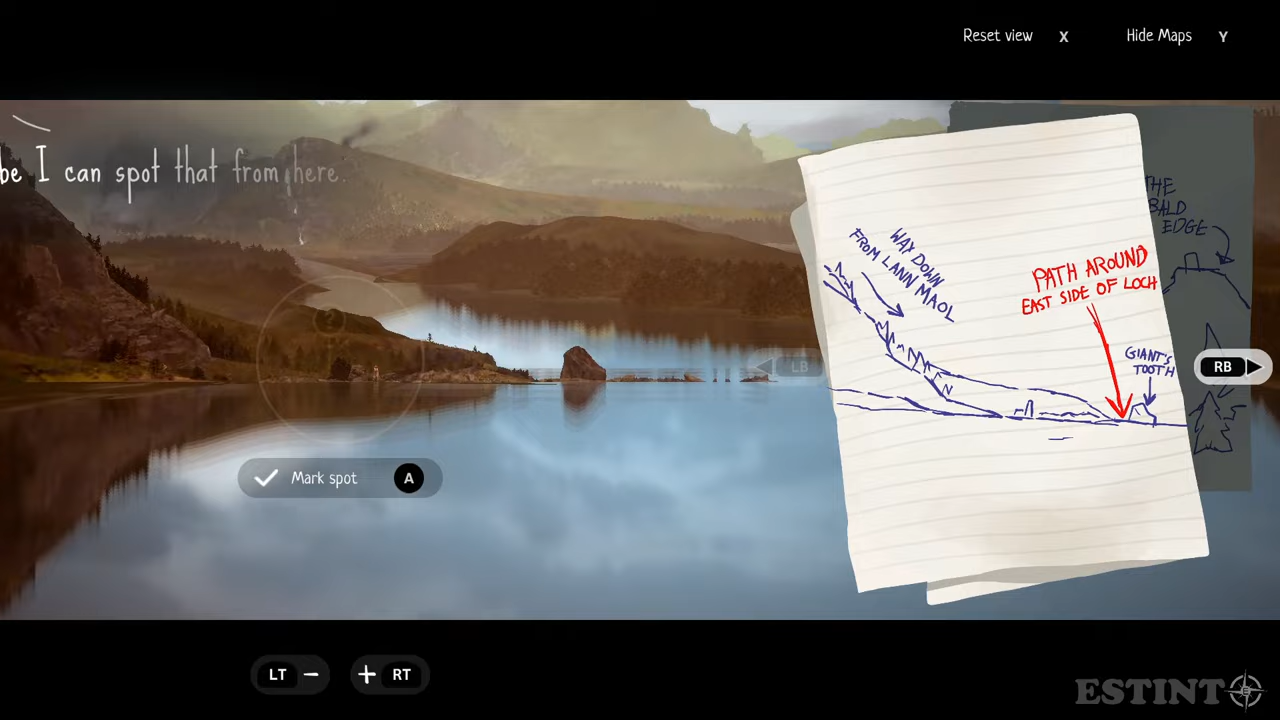 Reset view X
Hide Maps Y
be I can spot that from here.
THE
BALD
EDGE
WAY DOWN
FROM LANN MAOL
PATH AROUND
EAST SIDE OF LOCH
GIANT'S
TOOTH
LB
RB
Mark spot A
LT − + RT
ESTINT